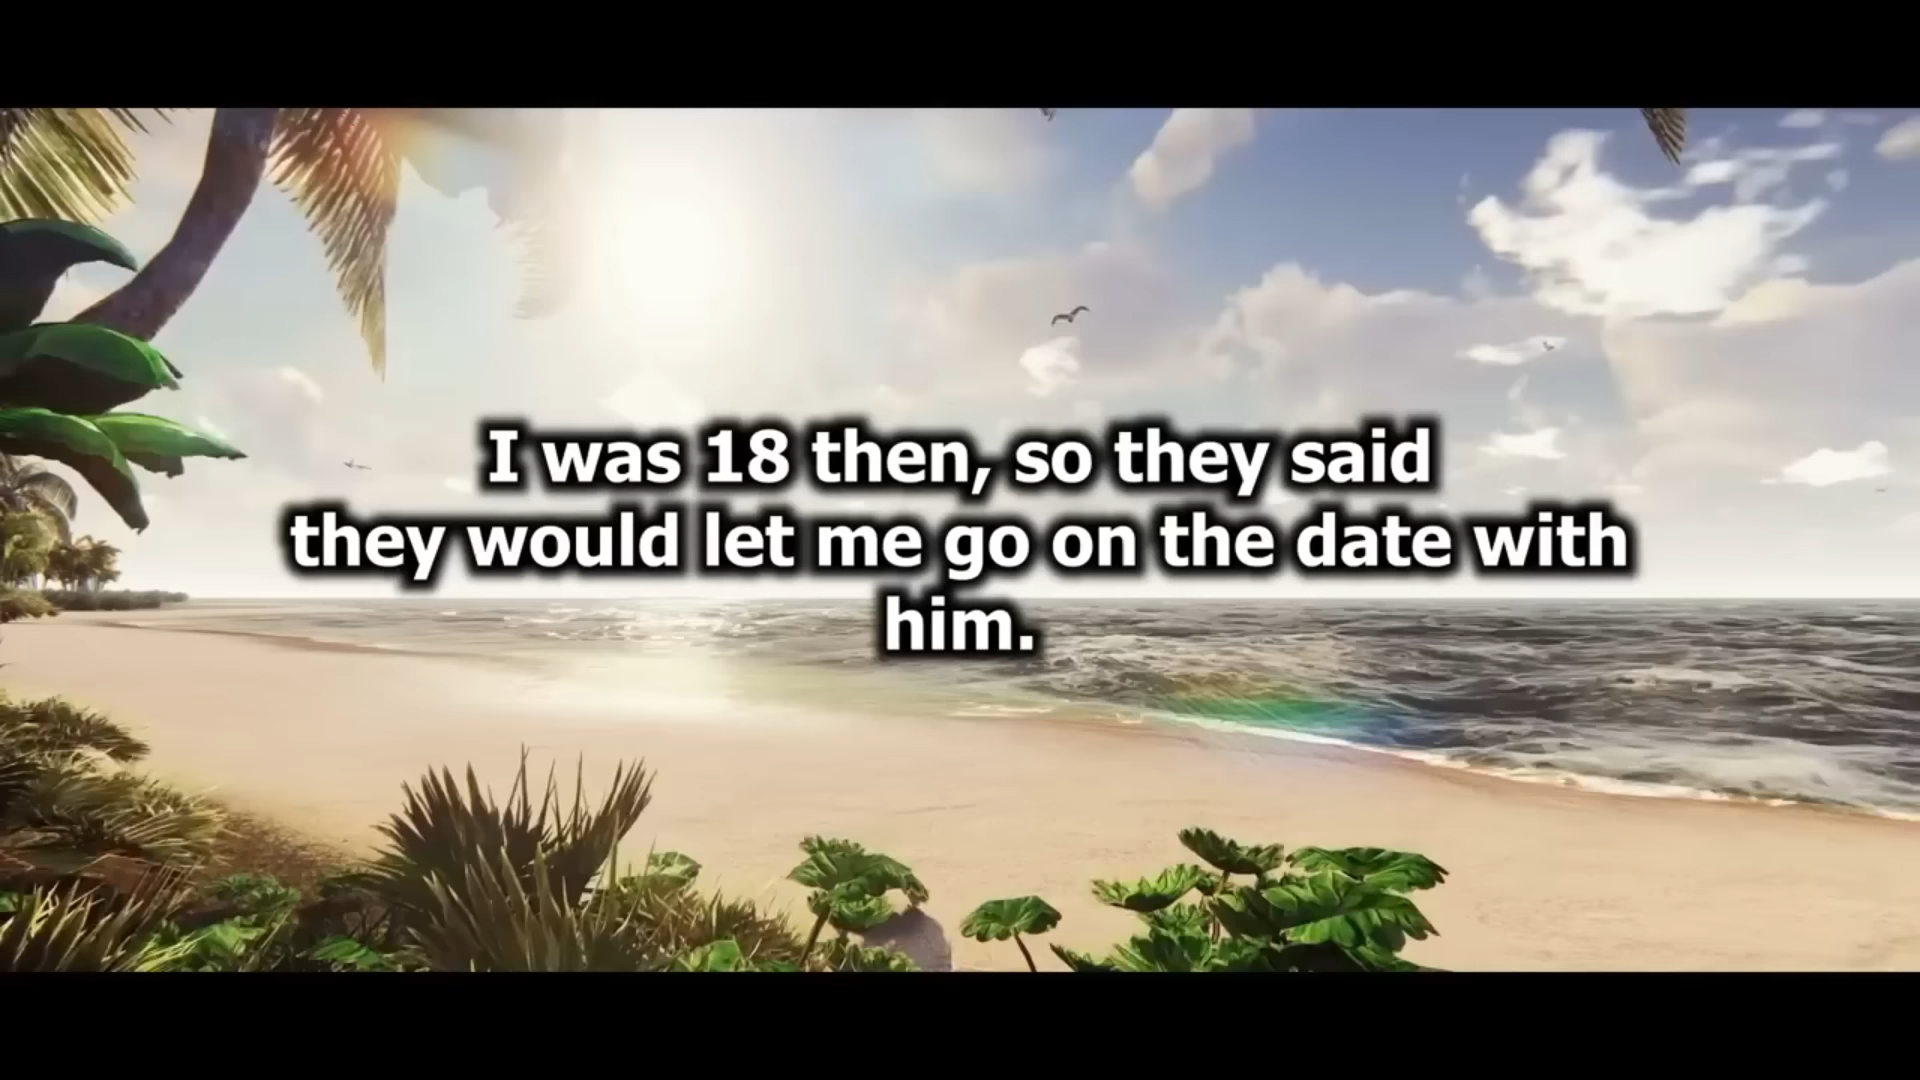 I was 18 then, so they said
they would let me go on the date with
him.